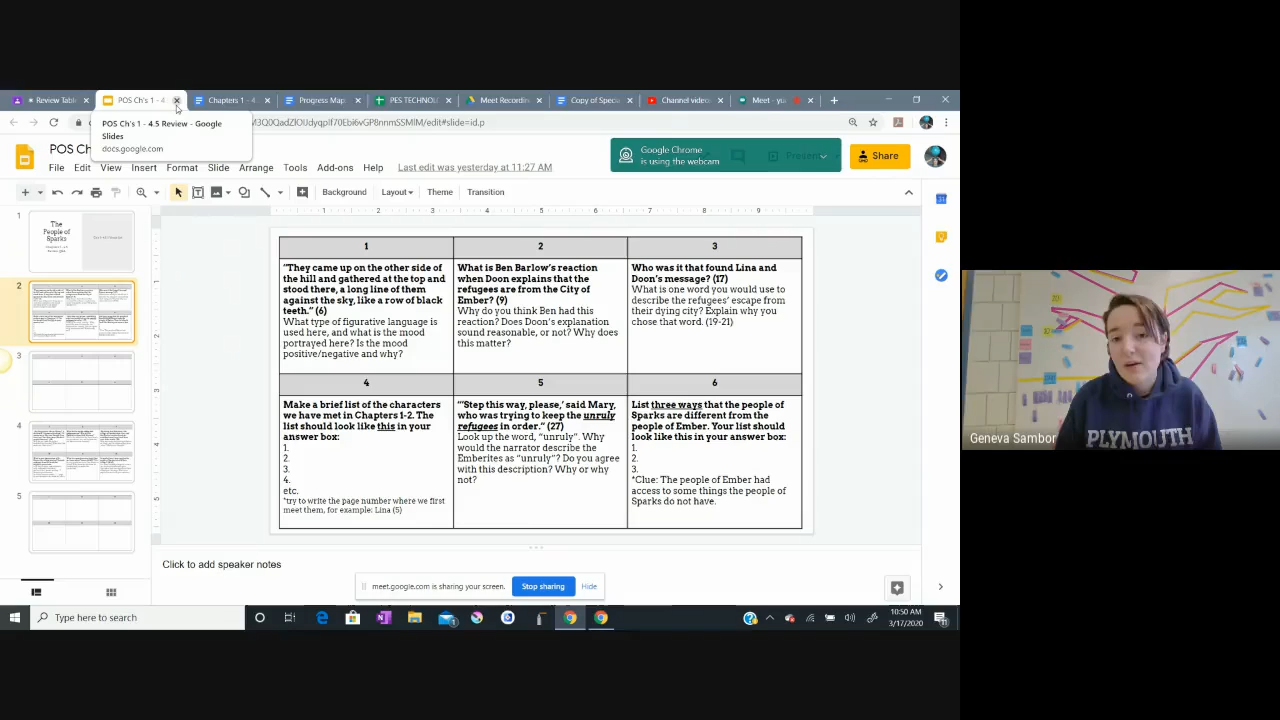 Review Tabl
POS Ch's 1 - 4.
Chapters 1 - 4
Progress Map
PES TECHNOL
Meet Recordin
Copy of Specia
Channel video
Meet - yu
POS Ch's 1 - 4.5 Review - Google
Slides
docs.google.com
Google Chrome
is using the webcam
POS Ch
Share
File Edit View Insert Format Slide Arrange Tools Add-ons Help Last edit was yesterday at 11:27 AM
Background Layout Theme Transition
1 2 3 4 5 6 7 8 9
1
The
People of
Sparks
2
3
4
5
1 2 3
"They came up on the other side of
the hill and gathered at the top and
stood there, a long line of them
against the sky, like a row of black
teeth." (6)
What type of figurative language is
used here, and what is the mood
portrayed here? Is the mood
positive/negative and why?
What is Ben Barlow's reaction
when Doon explains that the
refugees are from the City of
Ember? (9)
Why do you think Ben had this
reaction? Does Doon's explanation
sound reasonable, or not? Why does
this matter?
Who was it that found Lina and
Doon's message? (17)
What is one word you would use to
describe the refugees' escape from
their dying city? Explain why you
chose that word. (19-21)
4 5 6
Make a brief list of the characters
we have met in Chapters 1-2. The
list should look like this in your
answer box:
1.
2.
3.
4.
etc.
*try to write the page number where we first
meet them, for example: Lina (5)
"'Step this way, please,' said Mary,
who was trying to keep the unruly
refugees in order." (27)
Look up the word, "unruly". Why
would the narrator describe the
Emberites as "unruly? Do you agree
with this description? Why or why
not?
List three ways that the people of
Sparks are different from the
people of Ember. Your list should
look like this in your answer box:
1.
2.
3.
*Clue: The people of Ember had
access to some things the people of
Sparks do not have.
Click to add speaker notes
meet.google.com is sharing your screen. Stop sharing Hide
Type here to search
10:50 AM
3/17/2020
Geneva Sambor
PLYMOUTH